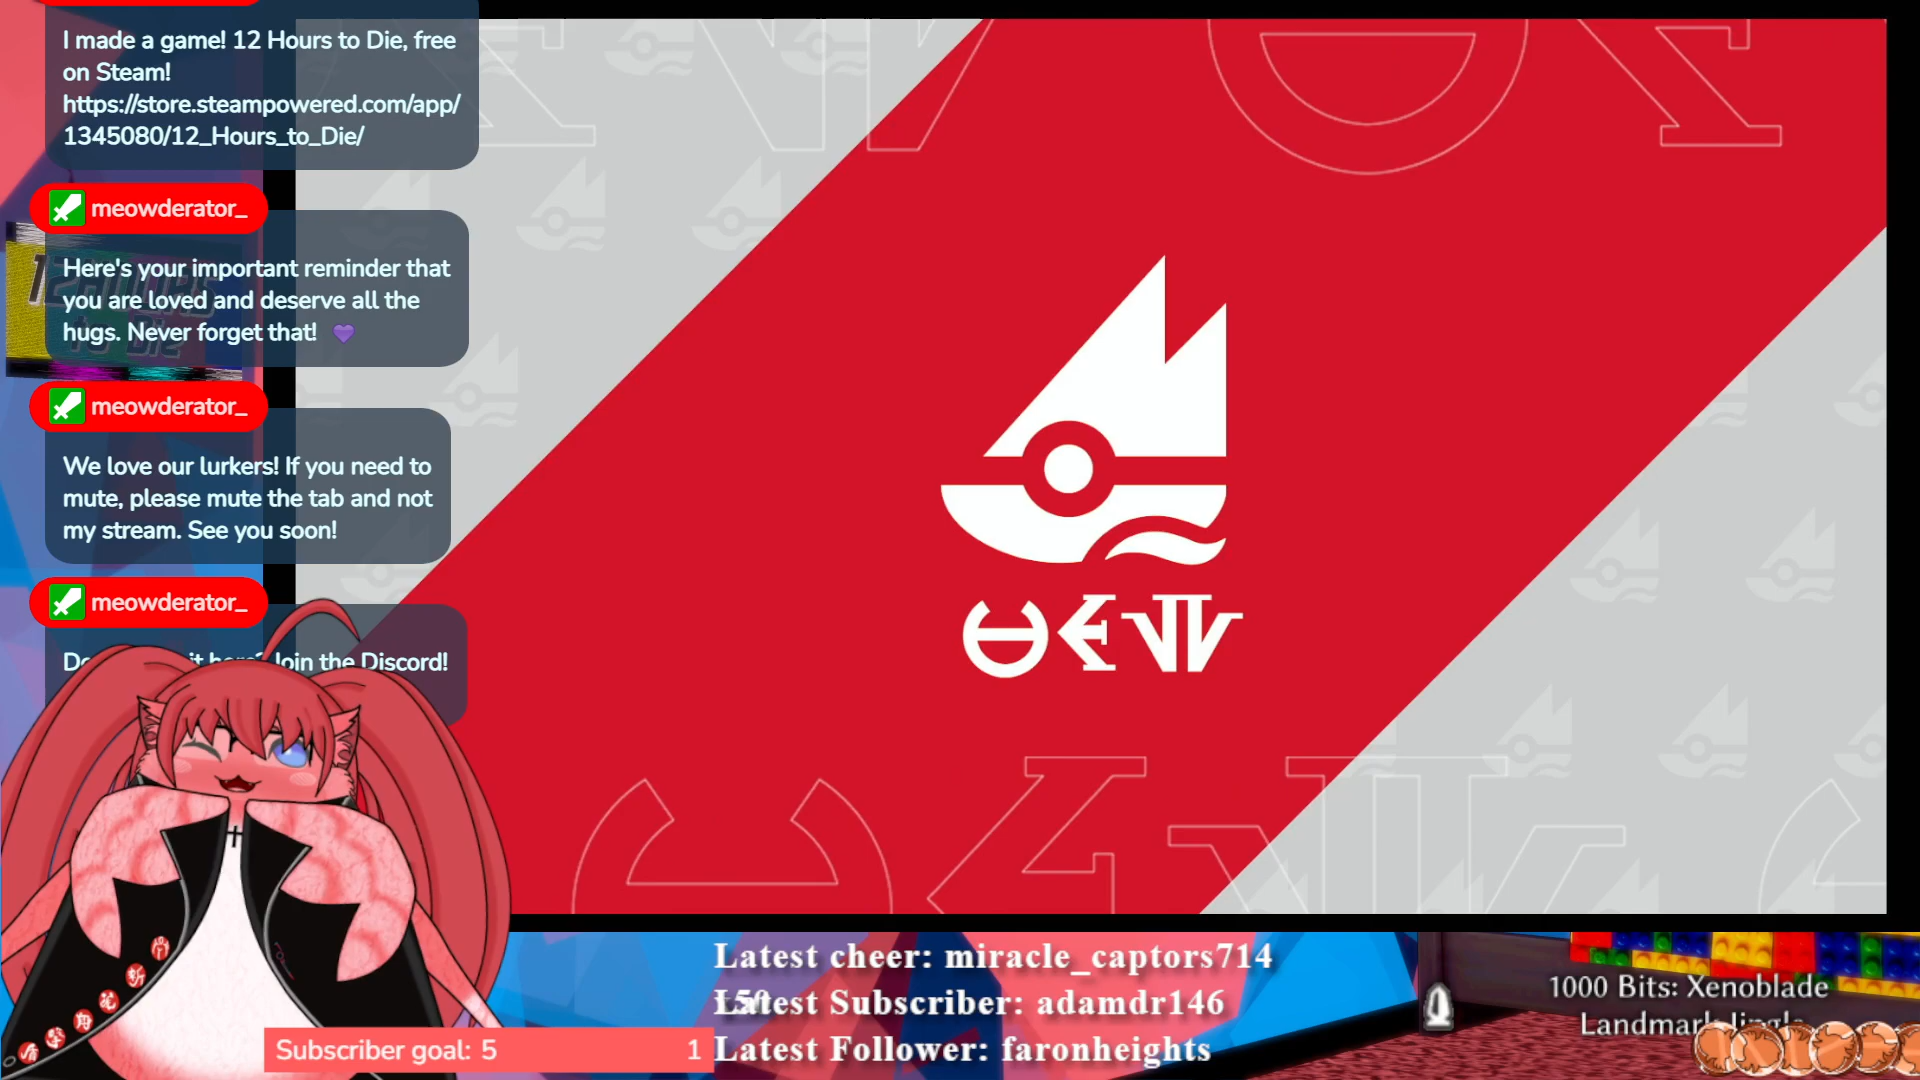 I made a game! 12 Hours to Die, free
on Steam!
https://store.steampowered.com/app/
1345080/12_Hours_to_Die/
meowderator_
Here's your important reminder that
you are loved and deserve all the
hugs. Never forget that! 💜
meowderator_
We love our lurkers! If you need to
mute, please mute the tab and not
my stream. See you soon!
meowderator_
Join the Discord!
Latest cheer: miracle_captors714
Latest Subscriber: adamdr146
Latest Follower: faronheights
Subscriber goal: 5 1
1000 Bits: Xenoblade
Landmark Jingle